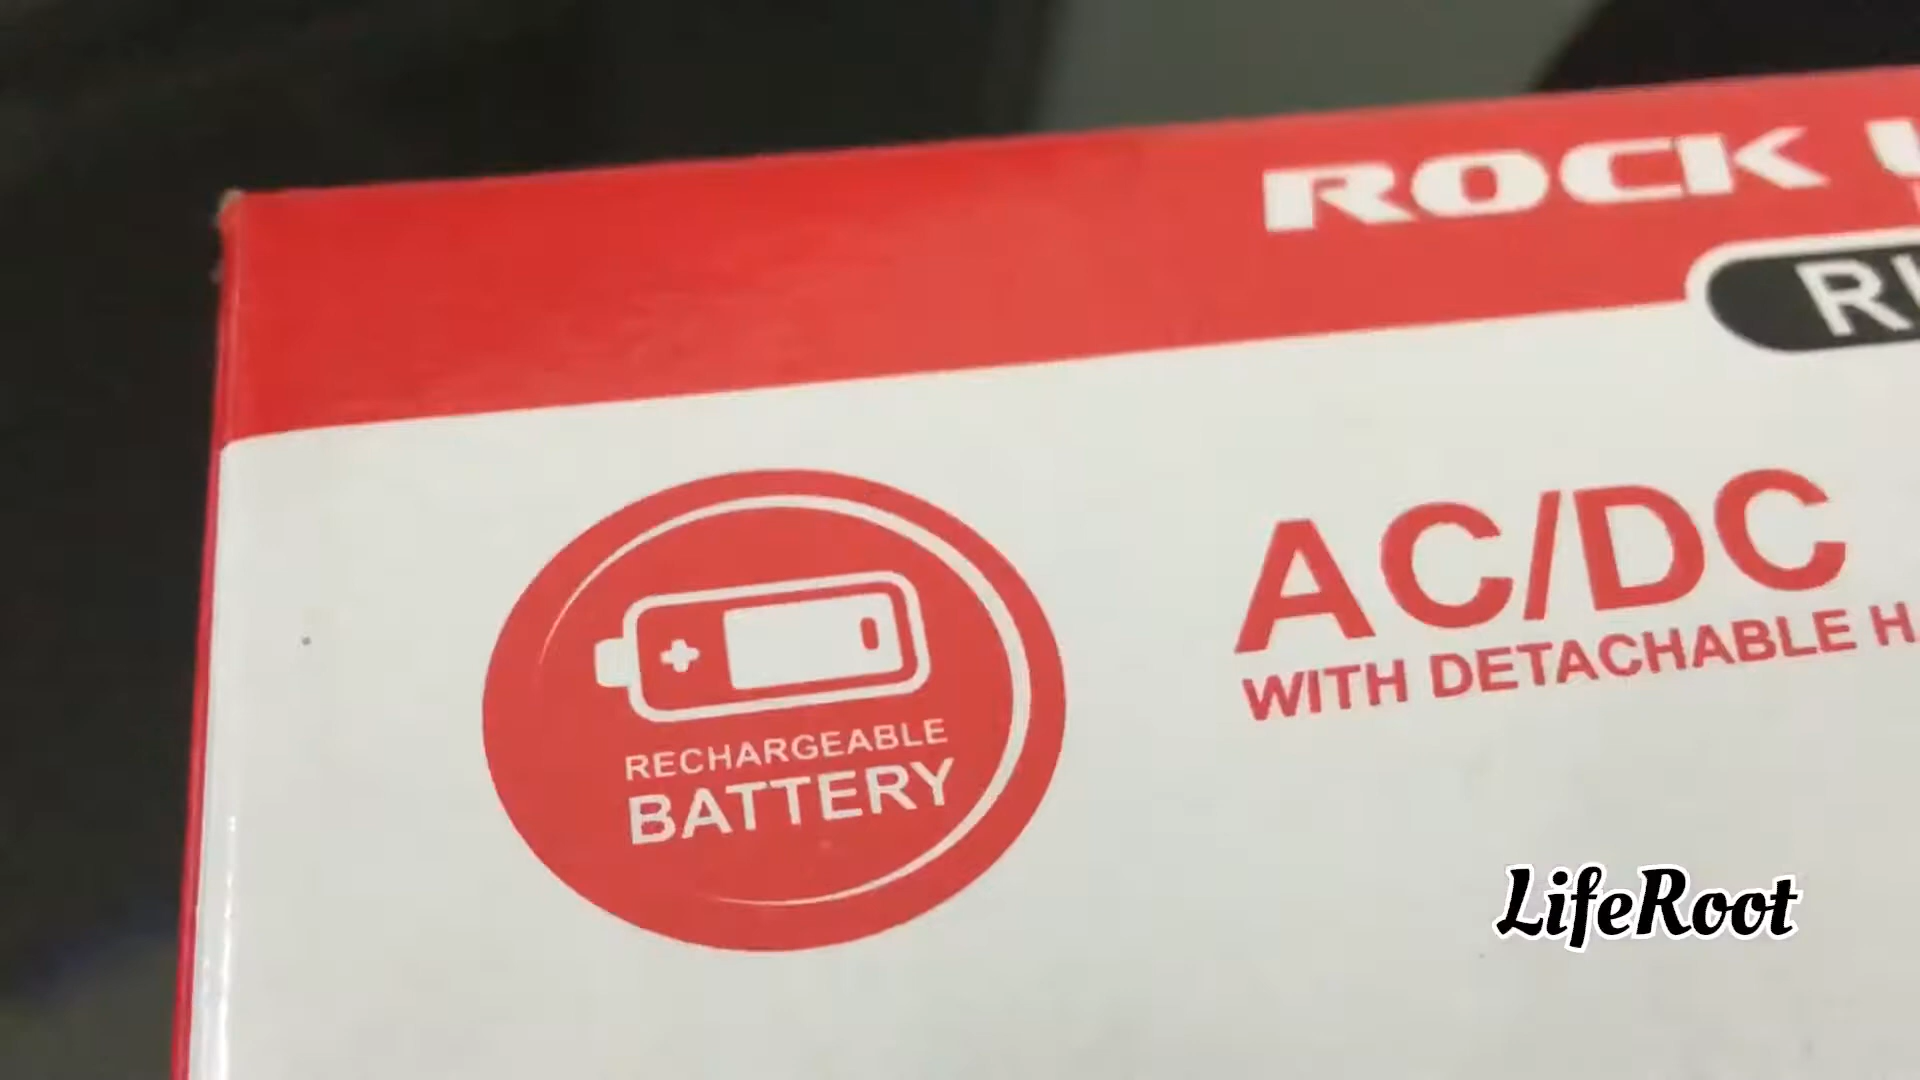 ROCK
AC/DC
WITH DETACHABLE
RECHARGEABLE
BATTERY
LifeRoot